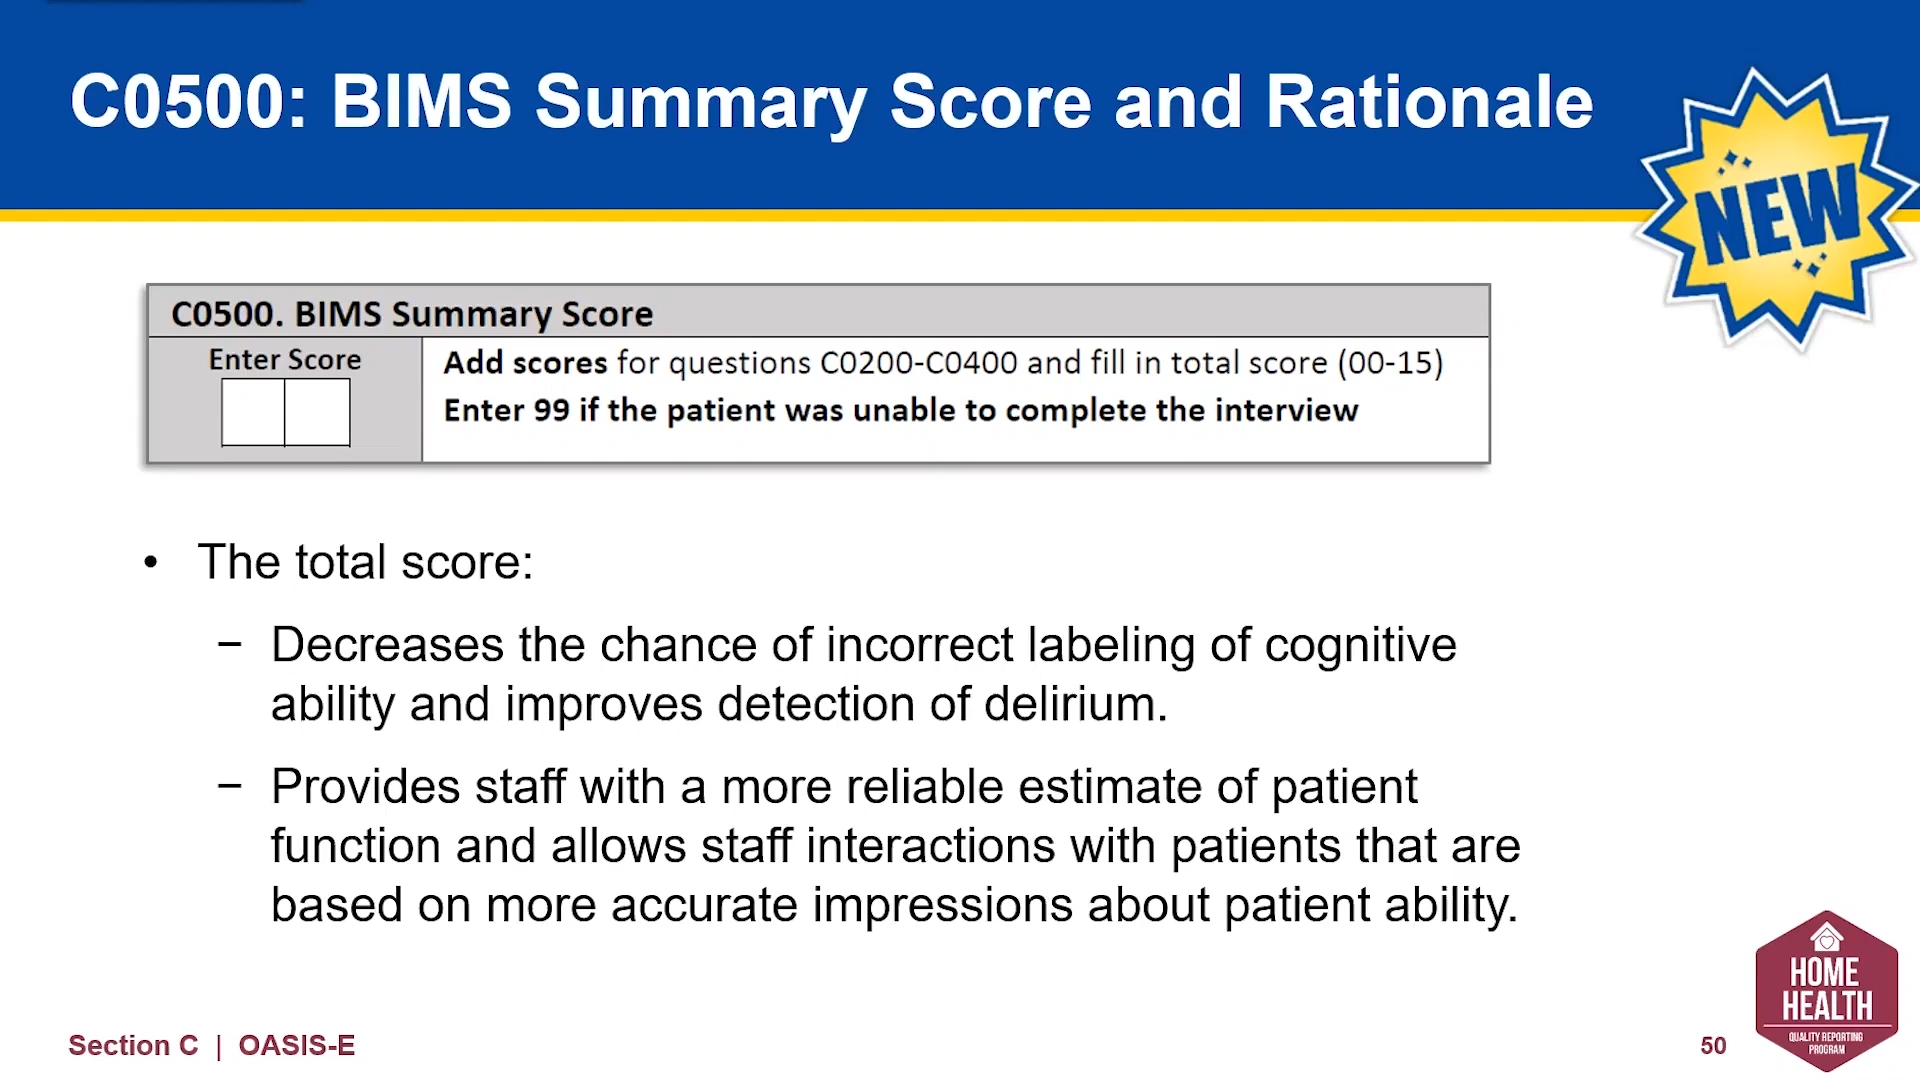 C0500: BIMS Summary Score and Rationale
NEW
C0500. BIMS Summary Score
Enter Score
Add scores for questions C0200-C0400 and fill in total score (00-15)
Enter 99 if the patient was unable to complete the interview
• The total score:
− Decreases the chance of incorrect labeling of cognitive
ability and improves detection of delirium.
− Provides staff with a more reliable estimate of patient
function and allows staff interactions with patients that are
based on more accurate impressions about patient ability.
Section C | OASIS-E
50
HOME
HEALTH
QUALITY REPORTING
PROGRAM